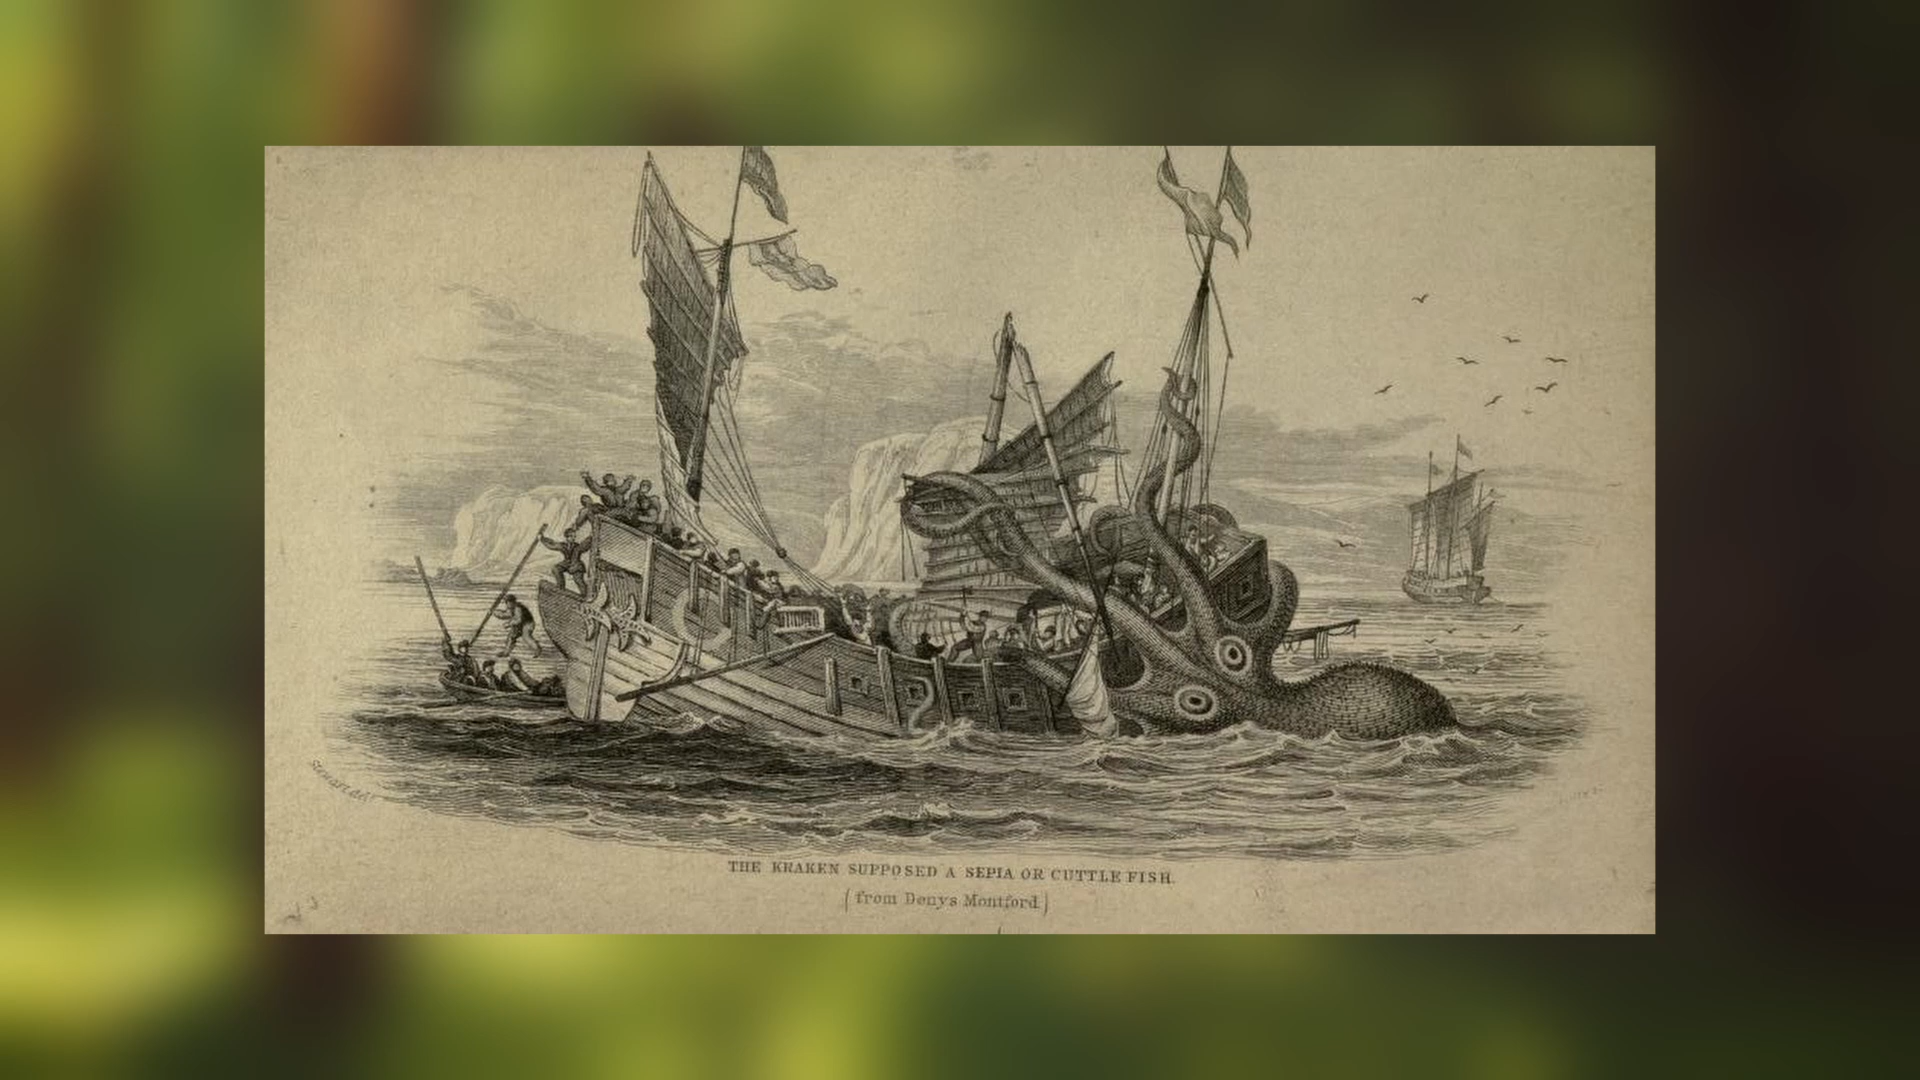 THE KRAKEN SUPPOSED A SEPIA OR CUTTLE FISH.
(from Denys Montford)